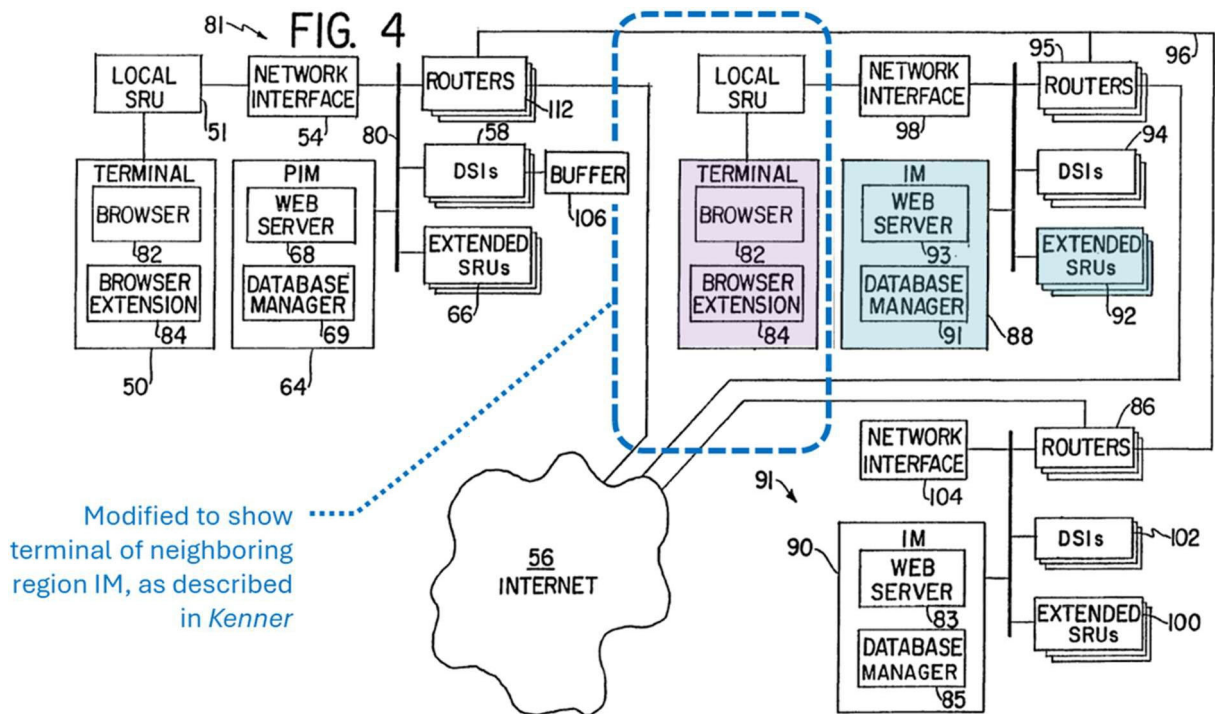 81
FIG. 4
LOCAL
SRU
51
NETWORK
INTERFACE
54
80
ROUTERS
112
58
DSIs
BUFFER
106
EXTENDED
SRUs
66
TERMINAL
BROWSER
82
BROWSER
EXTENSION
84
50
PIM
WEB
SERVER
68
DATABASE
MANAGER
69
64
LOCAL
SRU
TERMINAL
BROWSER
82
BROWSER
EXTENSION
84
NETWORK
INTERFACE
98
95
ROUTERS
96
94
DSIs
EXTENDED
SRUs
92
IM
WEB
SERVER
93
DATABASE
MANAGER
91
88
Modified to show
terminal of neighboring
region IM, as described
in Kenner
56
INTERNET
91
NETWORK
INTERFACE
104
86
ROUTERS
DSIs
102
EXTENDED
SRUs
100
90
IM
WEB
SERVER
83
DATABASE
MANAGER
85